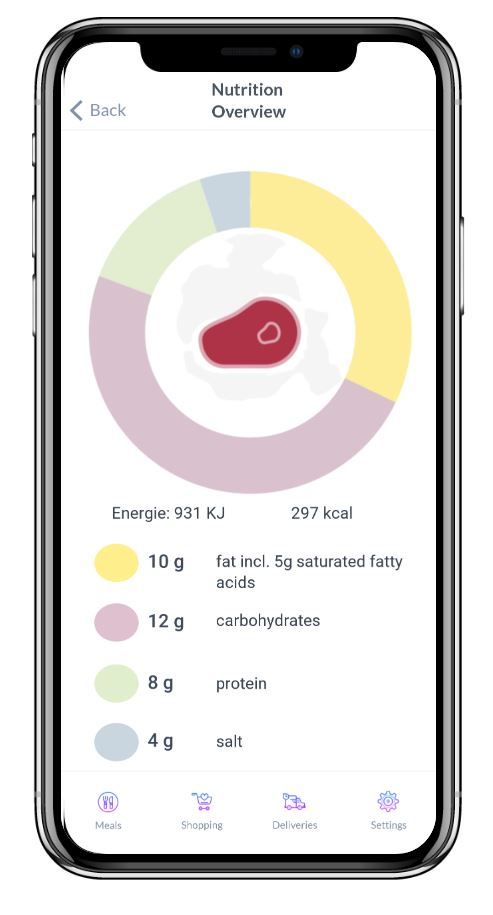 Nutrition
Overview
Back
Energie: 931 KJ 297 kcal
10 g fat incl. 5g saturated fatty
acids
12 g carbohydrates
8 g protein
4 g salt
Meals Shopping Deliveries Settings